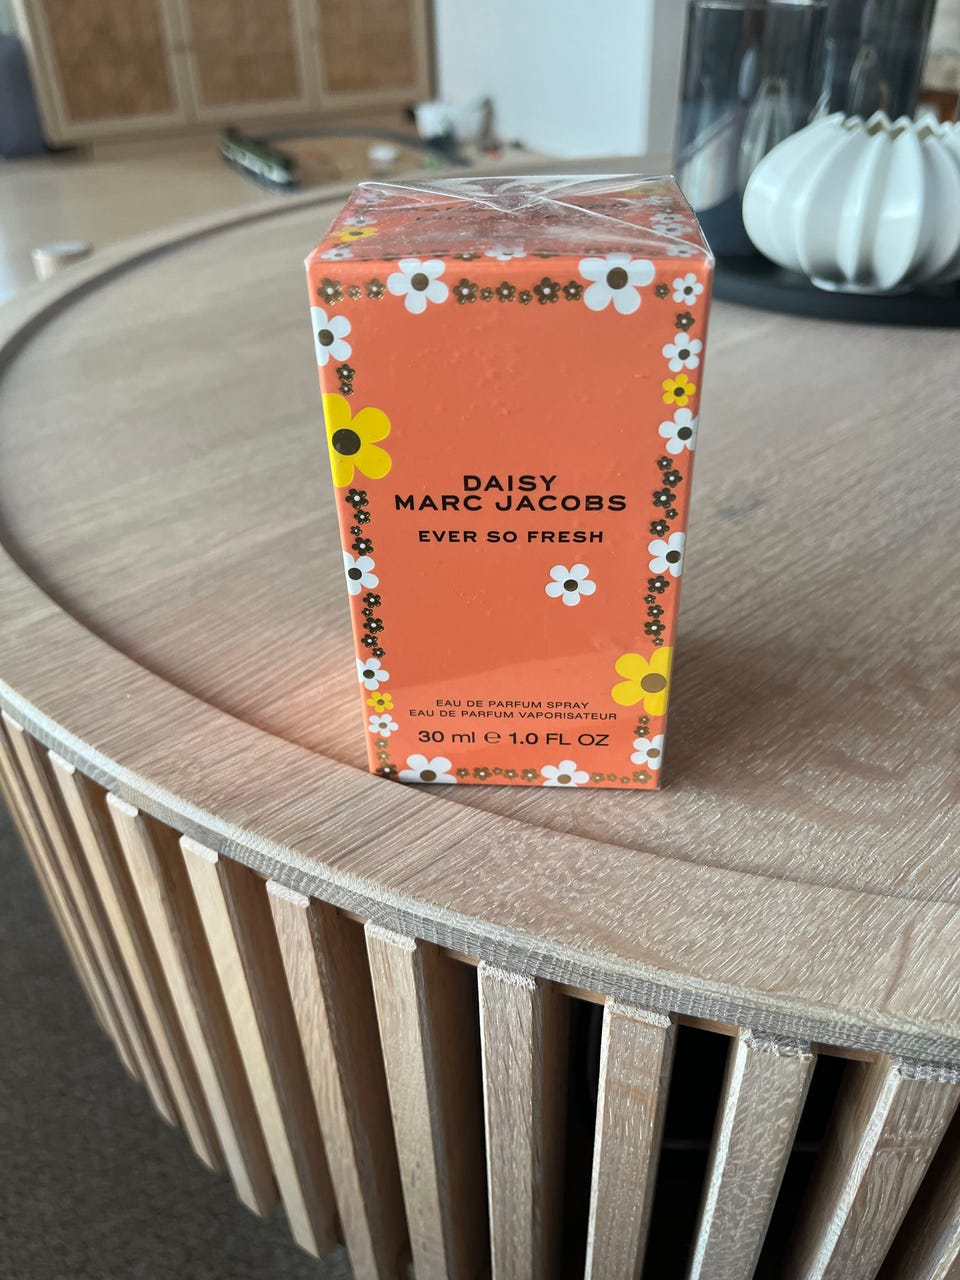 DAISY
MARC JACOBS
EVER SO FRESH
EAU DE PARFUM SPRAY
EAU DE PARFUM VAPORISATEUR
30 ml ℮ 1.0 FL OZ